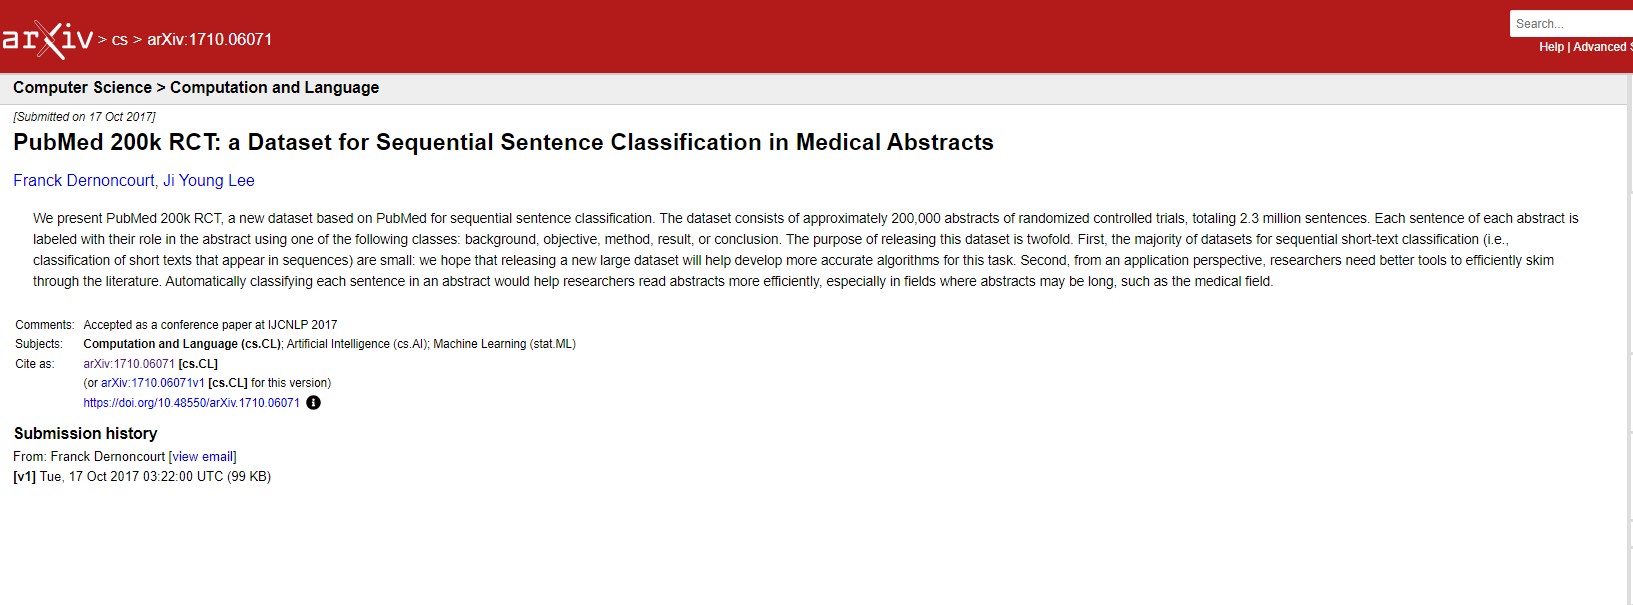 arXiv > cs > arXiv:1710.06071
Search...
Help | Advanced
Computer Science > Computation and Language
[Submitted on 17 Oct 2017]
PubMed 200k RCT: a Dataset for Sequential Sentence Classification in Medical Abstracts
Franck Dernoncourt, Ji Young Lee
We present PubMed 200k RCT, a new dataset based on PubMed for sequential sentence classification. The dataset consists of approximately 200,000 abstracts of randomized controlled trials, totaling 2.3 million sentences. Each sentence of each abstract is
labeled with their role in the abstract using one of the following classes: background, objective, method, result, or conclusion. The purpose of releasing this dataset is twofold. First, the majority of datasets for sequential short-text classification (i.e.,
classification of short texts that appear in sequences) are small: we hope that releasing a new large dataset will help develop more accurate algorithms for this task. Second, from an application perspective, researchers need better tools to efficiently skim
through the literature. Automatically classifying each sentence in an abstract would help researchers read abstracts more efficiently, especially in fields where abstracts may be long, such as the medical field.
Comments: Accepted as a conference paper at IJCNLP 2017
Subjects: Computation and Language (cs.CL); Artificial Intelligence (cs.AI); Machine Learning (stat.ML)
Cite as: arXiv:1710.06071 [cs.CL]
(or arXiv:1710.06071v1 [cs.CL] for this version)
https://doi.org/10.48550/arXiv.1710.06071
Submission history
From: Franck Dernoncourt [view email]
[v1] Tue, 17 Oct 2017 03:22:00 UTC (99 KB)